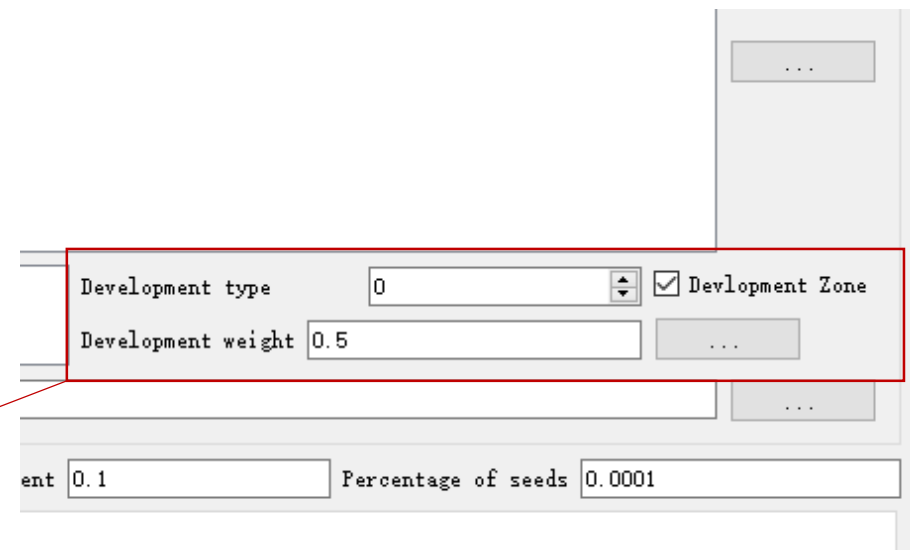 ...
Development type 0 Devlopment Zone
Development weight 0.5 ...
...
ent 0.1 Percentage of seeds 0.0001